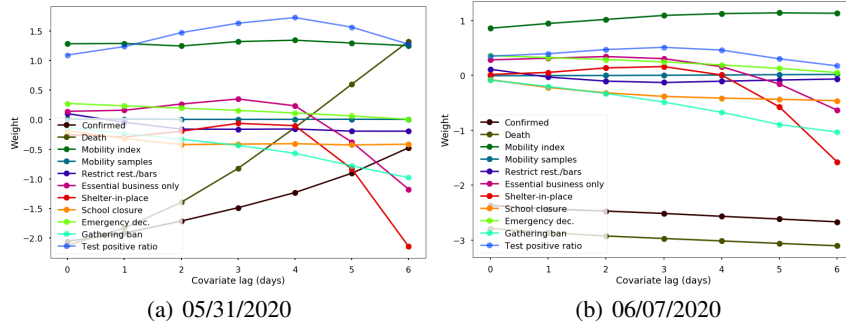 1.5
1.0
0.5
0.0
−0.5
−1.0
−1.5
−2.0
Weight
Confirmed
Death
Mobility index
Mobility samples
Restrict rest./bars
Essential business only
Shelter-in-place
School closure
Emergency dec.
Gathering ban
Test positive ratio
0 1 2 3 4 5 6
Covariate lag (days)
(a) 05/31/2020
1
0
−1
−2
−3
Weight
Confirmed
Death
Mobility index
Mobility samples
Restrict rest./bars
Essential business only
Shelter-in-place
School closure
Emergency dec.
Gathering ban
Test positive ratio
0 1 2 3 4 5 6
Covariate lag (days)
(b) 06/07/2020